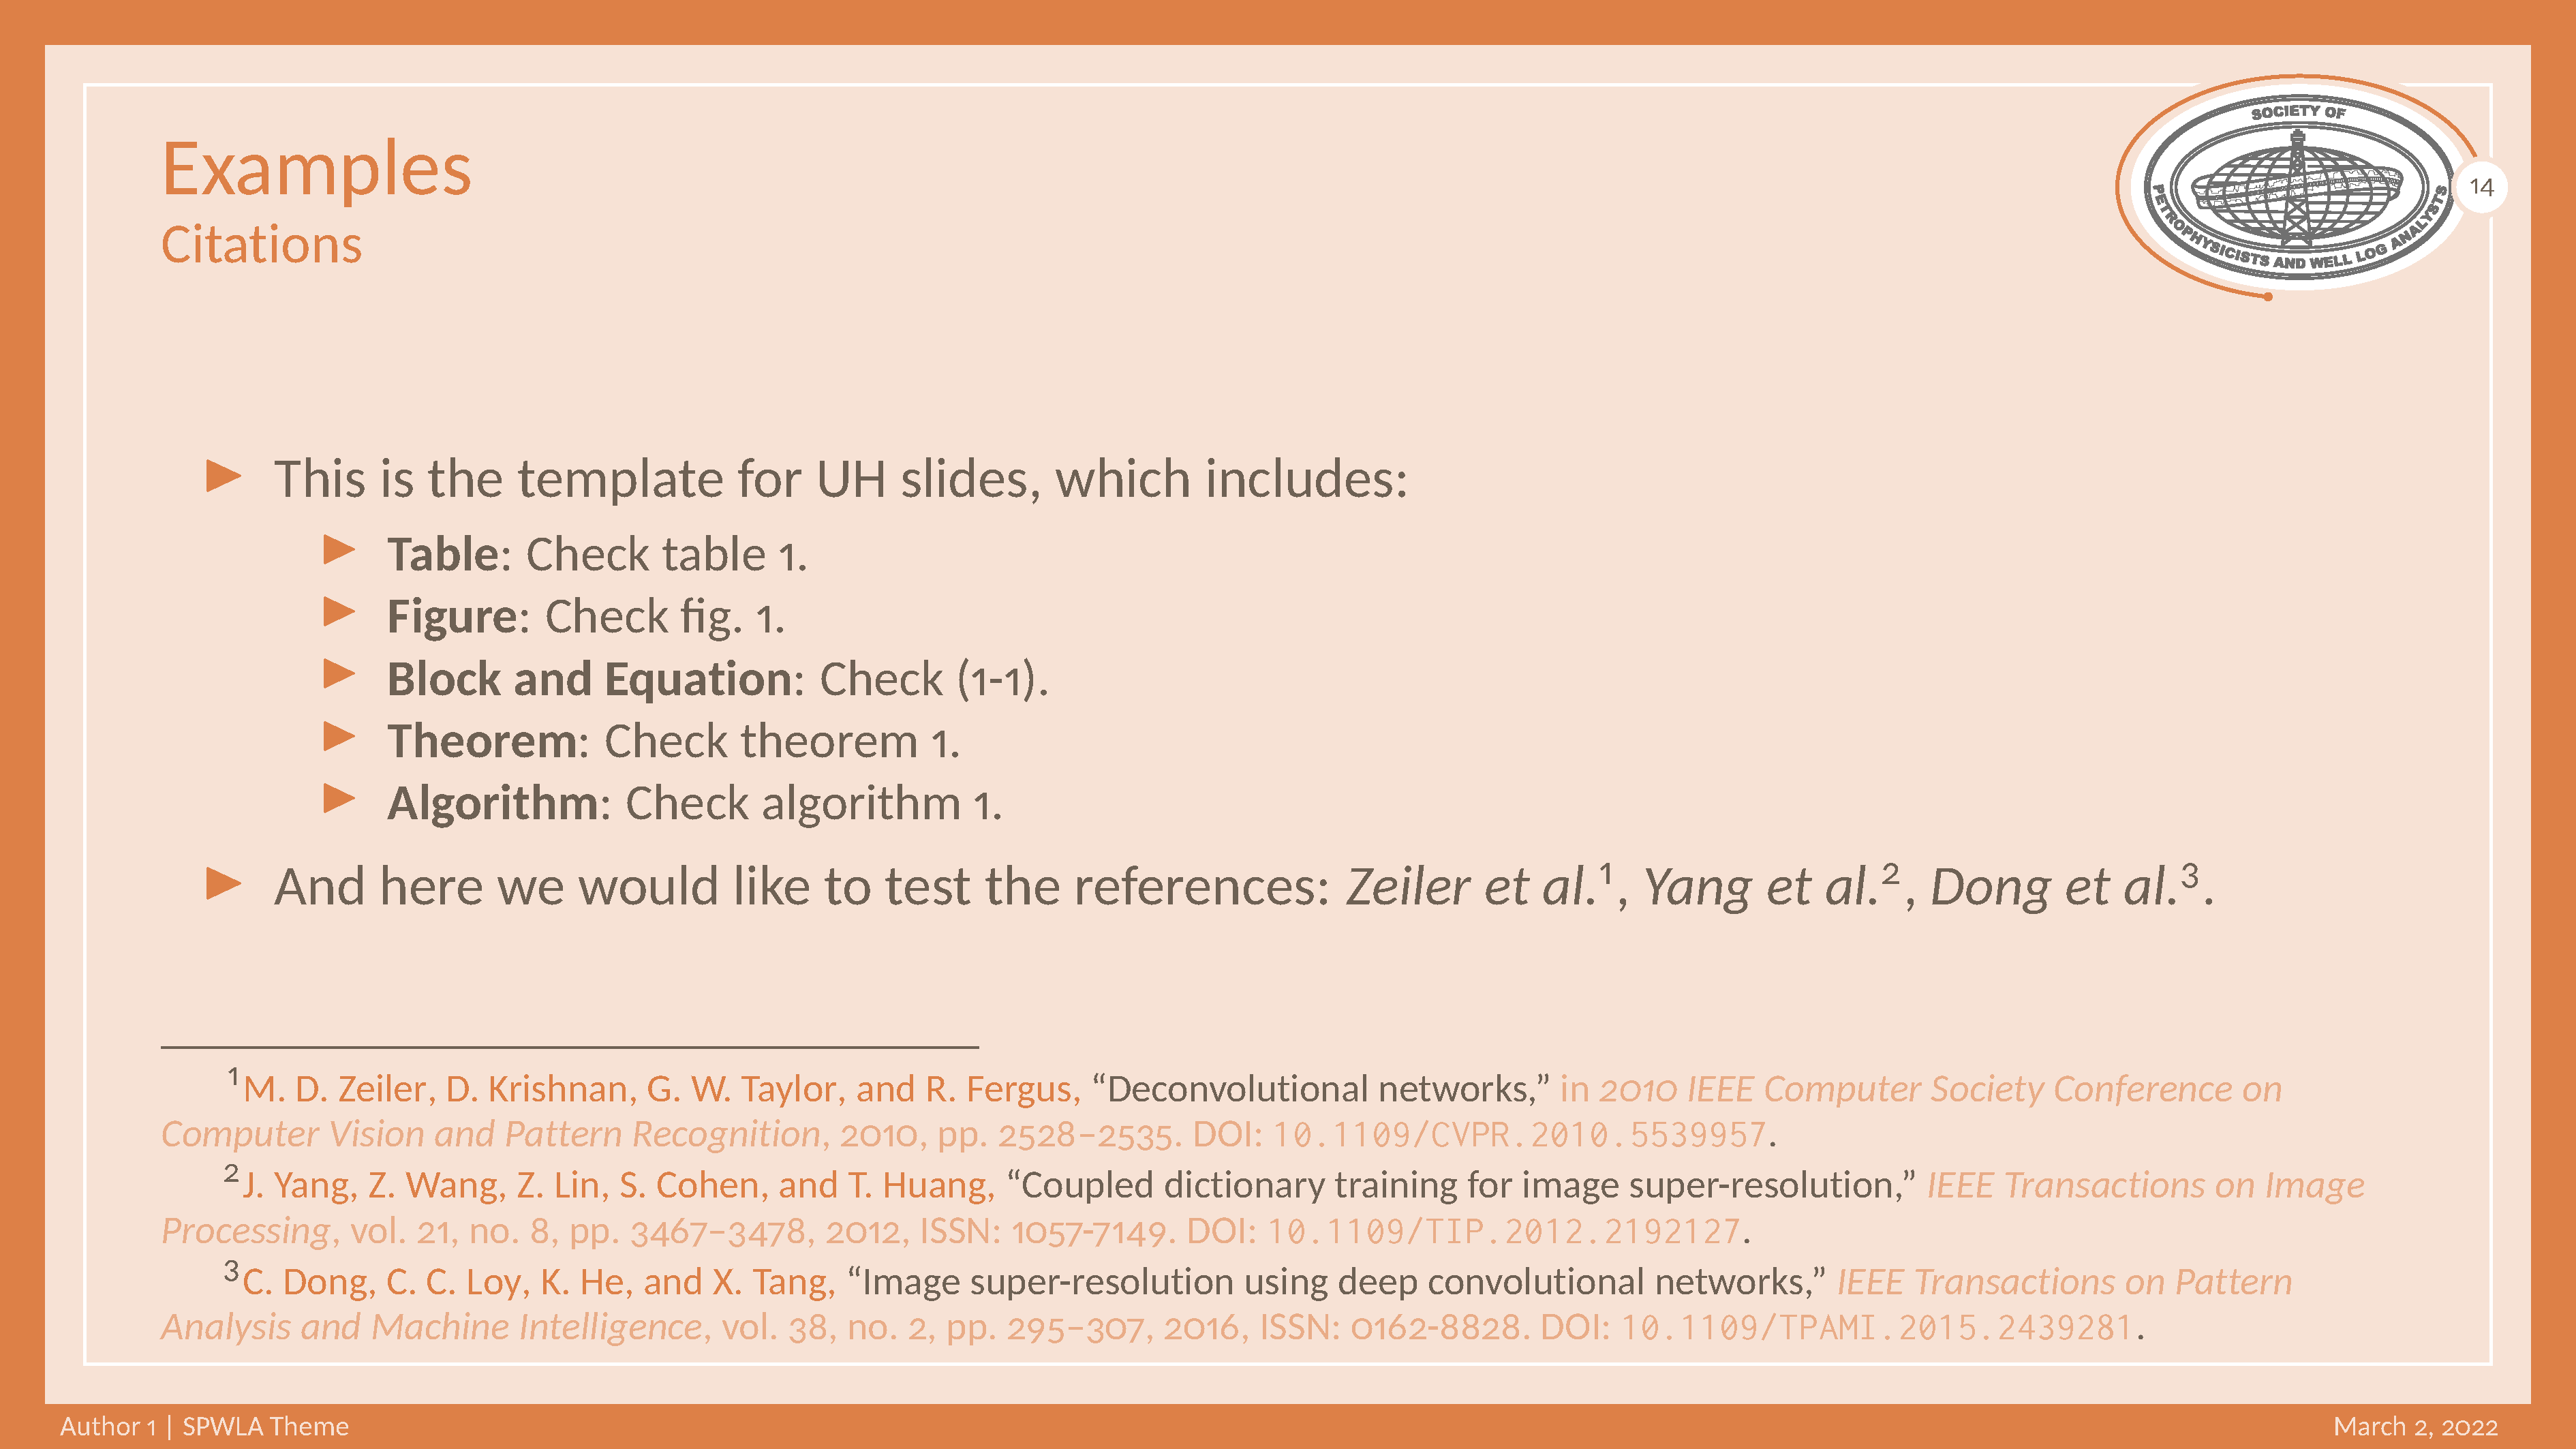 SOCIETY OF
PETROPHYSICISTS AND WELL LOG ANALYSTS
14
Examples
Citations
► This is the template for UH slides, which includes:
► Table: Check table 1.
► Figure: Check fig. 1.
► Block and Equation: Check (1-1).
► Theorem: Check theorem 1.
► Algorithm: Check algorithm 1.
► And here we would like to test the references: Zeiler et al.¹, Yang et al.², Dong et al.³.
¹M. D. Zeiler, D. Krishnan, G. W. Taylor, and R. Fergus, “Deconvolutional networks,” in 2010 IEEE Computer Society Conference on
Computer Vision and Pattern Recognition, 2010, pp. 2528–2535. DOI: 10.1109/CVPR.2010.5539957.
²J. Yang, Z. Wang, Z. Lin, S. Cohen, and T. Huang, “Coupled dictionary training for image super-resolution,” IEEE Transactions on Image
Processing, vol. 21, no. 8, pp. 3467–3478, 2012, ISSN: 1057-7149. DOI: 10.1109/TIP.2012.2192127.
³C. Dong, C. C. Loy, K. He, and X. Tang, “Image super-resolution using deep convolutional networks,” IEEE Transactions on Pattern
Analysis and Machine Intelligence, vol. 38, no. 2, pp. 295–307, 2016, ISSN: 0162-8828. DOI: 10.1109/TPAMI.2015.2439281.
Author 1 | SPWLA Theme
March 2, 2022